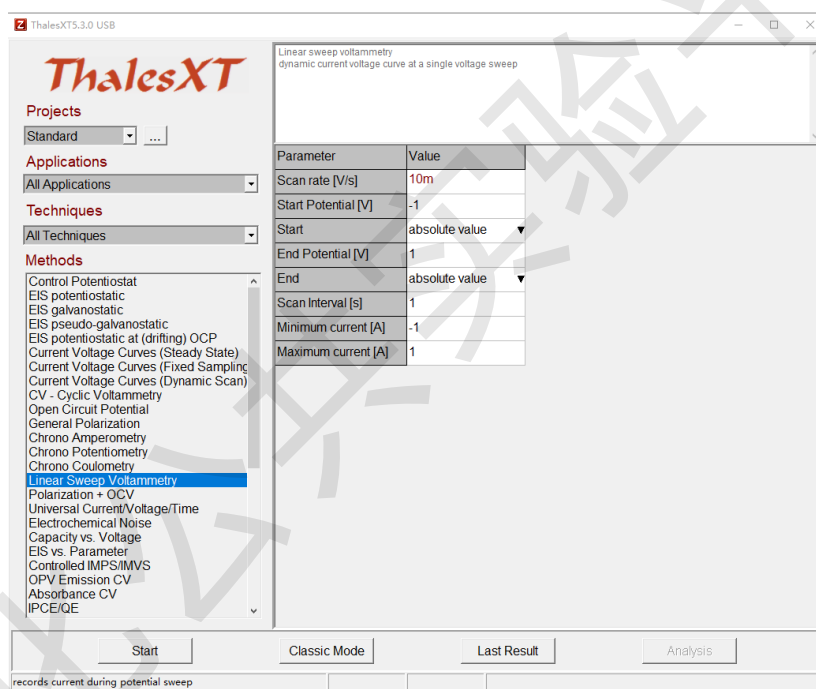 ThalesXT5.3.0 USB
ThalesXT
Projects
Standard
...
Applications
All Applications
Techniques
All Techniques
Methods
Control Potentiostat
EIS potentiostatic
EIS galvanostatic
EIS pseudo-galvanostatic
EIS potentiostatic at (drifting) OCP
Current Voltage Curves (Steady State)
Current Voltage Curves (Fixed Sampling
Current Voltage Curves (Dynamic Scan)
CV - Cyclic Voltammetry
Open Circuit Potential
General Polarization
Chrono Amperometry
Chrono Potentiometry
Chrono Coulometry
Linear Sweep Voltammetry
Polarization + OCV
Universal Current/Voltage/Time
Electrochemical Noise
Capacity vs. Voltage
EIS vs. Parameter
Controlled IMPS/IMVS
OPV Emission CV
Absorbance CV
IPCE/QE
Linear sweep voltammetry
dynamic current voltage curve at a single voltage sweep
Parameter Value
Scan rate [V/s] 10m
Start Potential [V] -1
Start absolute value
End Potential [V] 1
End absolute value
Scan Interval [s] 1
Minimum current [A] -1
Maximum current [A] 1
Start Classic Mode Last Result Analysis
records current during potential sweep